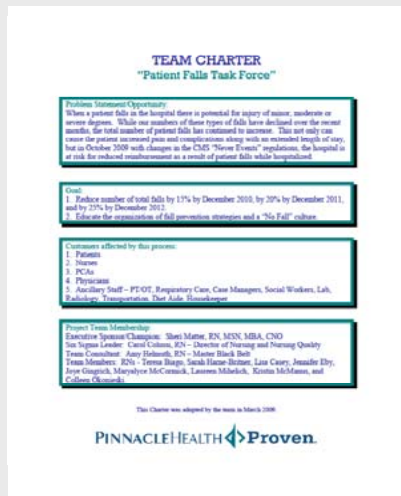 TEAM CHARTER
"Patient Falls Task Force"
Problem Statement/Opportunity:
When a patient falls in the hospital there is potential for injury of minor, moderate or
severe degrees. While our numbers of these types of falls have declined over the recent
months, the total number of patient falls has continued to increase. This not only can
cause the patient increased pain and complications along with an extended length of stay,
but in October 2009 with changes in the CMS "Never Events" regulations, the hospital is
at risk for reduced reimbursement as a result of patient falls while hospitalized.
Goal:
1. Reduce number of total falls by 15% by December 2010, by 20% by December 2011,
and by 25% by December 2012.
2. Educate the organization of fall prevention strategies and a "No Fall" culture.
Customers affected by this process:
1. Patients
2. Nurses
3. PCAs
4. Physicians
5. Ancillary Staff – PT/OT, Respiratory Care, Case Managers, Social Workers, Lab,
Radiology, Transportation, Diet Aide, Housekeeper
Project Team Membership:
Executive Sponsor/Champion: Sheri Matter, RN, MSN, MBA, CNO
Six Sigma Leader: Carol Colons, RN – Director of Nursing and Nursing Quality
Team Consultant: Amy Helmuth, RN – Master Black Belt
Team Members: RNs - Teresa Bingo, Sarah Harne-Britner, Lisa Casey, Jennifer Eby,
Joye Gingrich, Maryalyce McCormick, Laureen Mihelich, Kristin McManus, and
Colleen
This Charter was adopted by the team in March 2009.
PINNACLEHEALTH Proven.